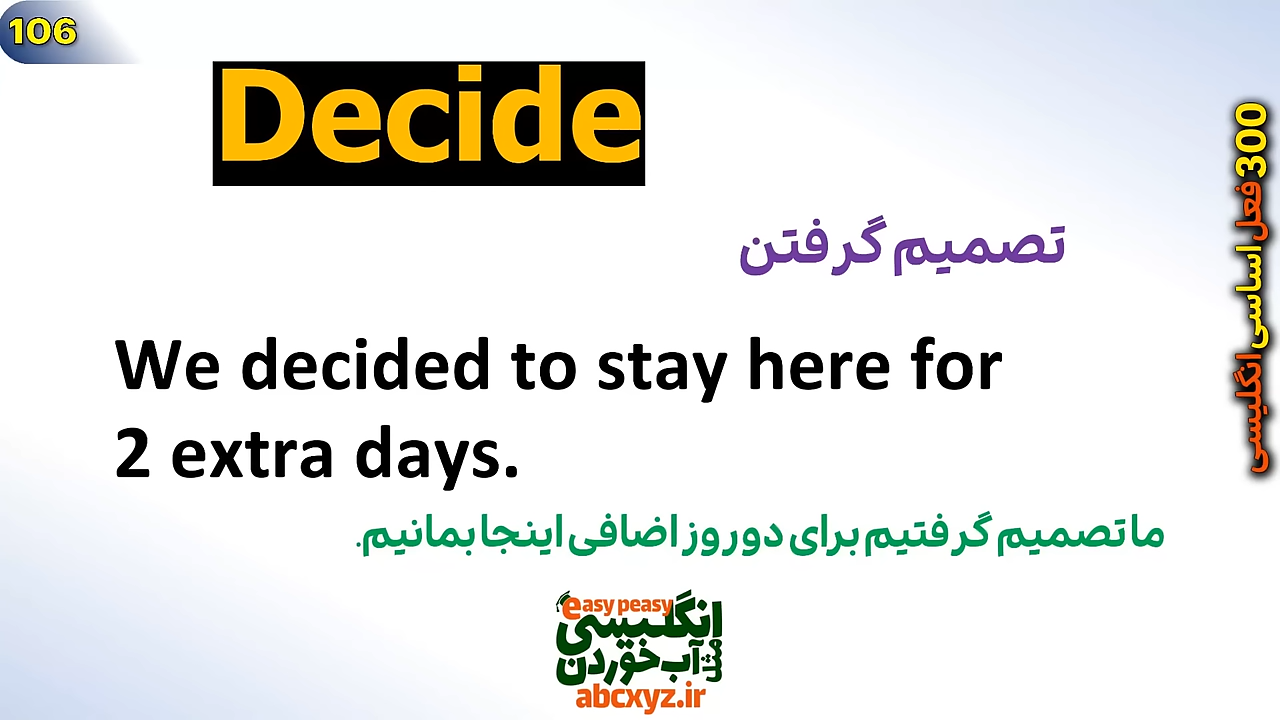 106
Decide
تصمیم گرفتن
We decided to stay here for
2 extra days.
ما تصمیم گرفتیم برای دو روز اضافی اینجا بمانیم.
300 فعل اساسی انگلیسی
easy peasy
انگلیسی
مثل آب خوردن
abcxyz.ir